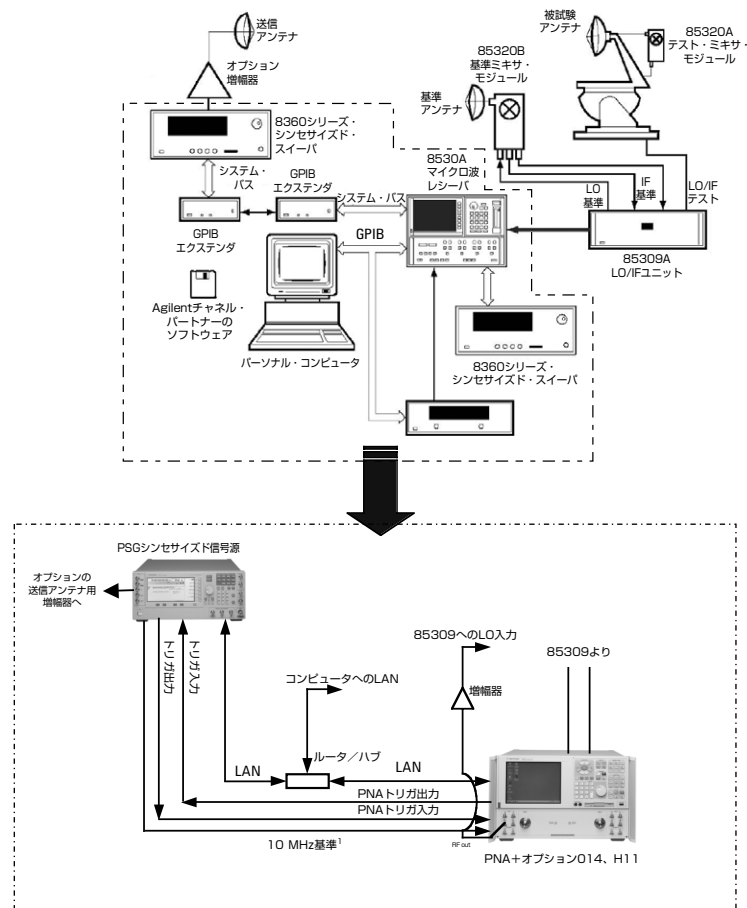 送信
アンテナ
オプション
増幅器
8360シリーズ・
シンセサイズド・
スイーパ
システム・
バス
GPIB
エクステンダ
GPIB
エクステンダ
システム・バス
GPIB
Agilentチャネル・
パートナーの
ソフトウェア
パーソナル・コンピュータ
8530A
マイクロ波
レシーバ
8360シリーズ・
シンセサイズド・スイーパ
基準
アンテナ
85320B
基準ミキサ・
モジュール
被試験
アンテナ
85320A
テスト・ミキサ・
モジュール
LO
基準
IF
基準
LO/IF
テスト
85309A
LO/IFユニット
PSGシンセサイズド信号源
オプションの
送信アンテナ用
増幅器へ
トリガ出力
トリガ入力
コンピュータへのLAN
ルータ／ハブ
LAN
LAN
85309へのLO入力
増幅器
85309より
PNAトリガ出力
PNAトリガ入力
10 MHz基準1
RF out
PNA+オプション014、H11